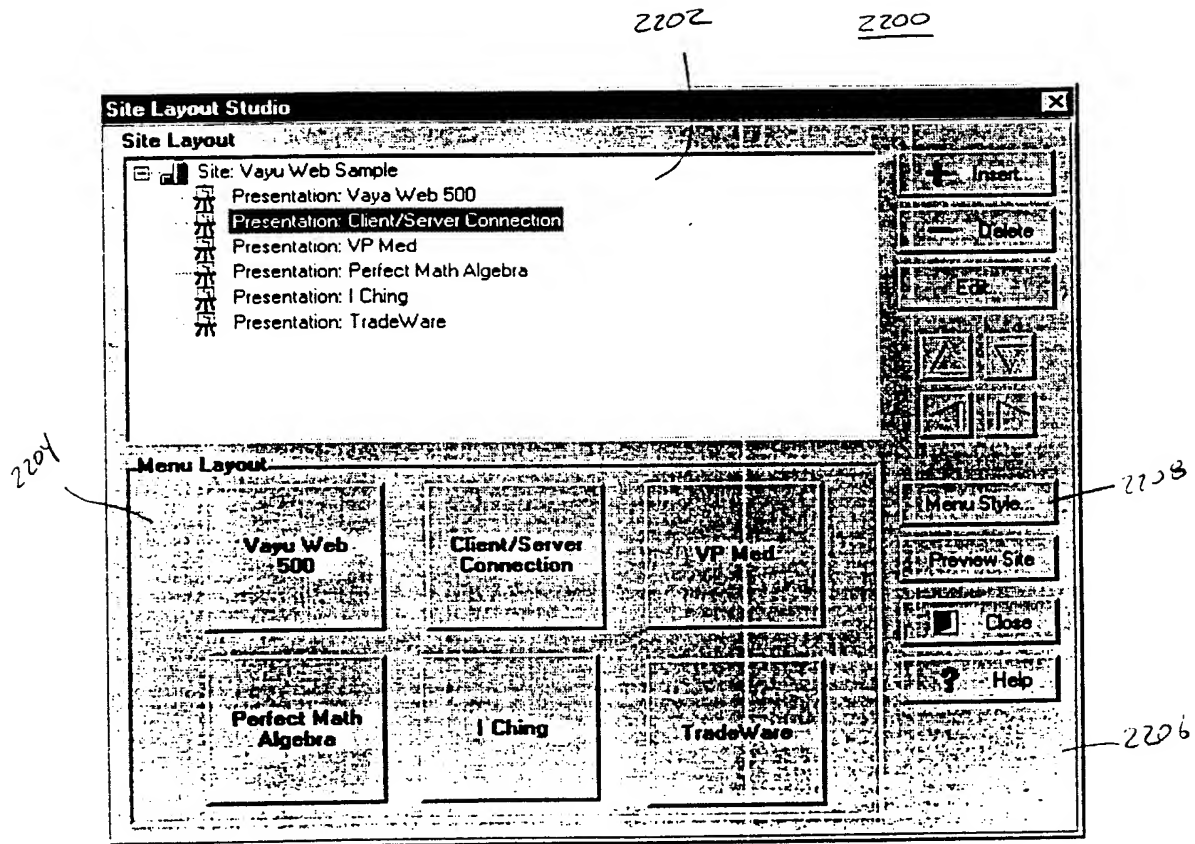 2202
2200
Site Layout Studio
Site Layout
Site: Vayu Web Sample
Presentation: Vaya Web 500
Presentation: Client/Server Connection
Presentation: VP Med
Presentation: Perfect Math Algebra
Presentation: I Ching
Presentation: TradeWare
Insert...
Delete
Edit...
2204
Menu Layout
Vayu Web
500
Client/Server
Connection
VP Med
Perfect Math
Algebra
I Ching
TradeWare
Menu Style...
2208
Preview Site
Close
? Help
2206